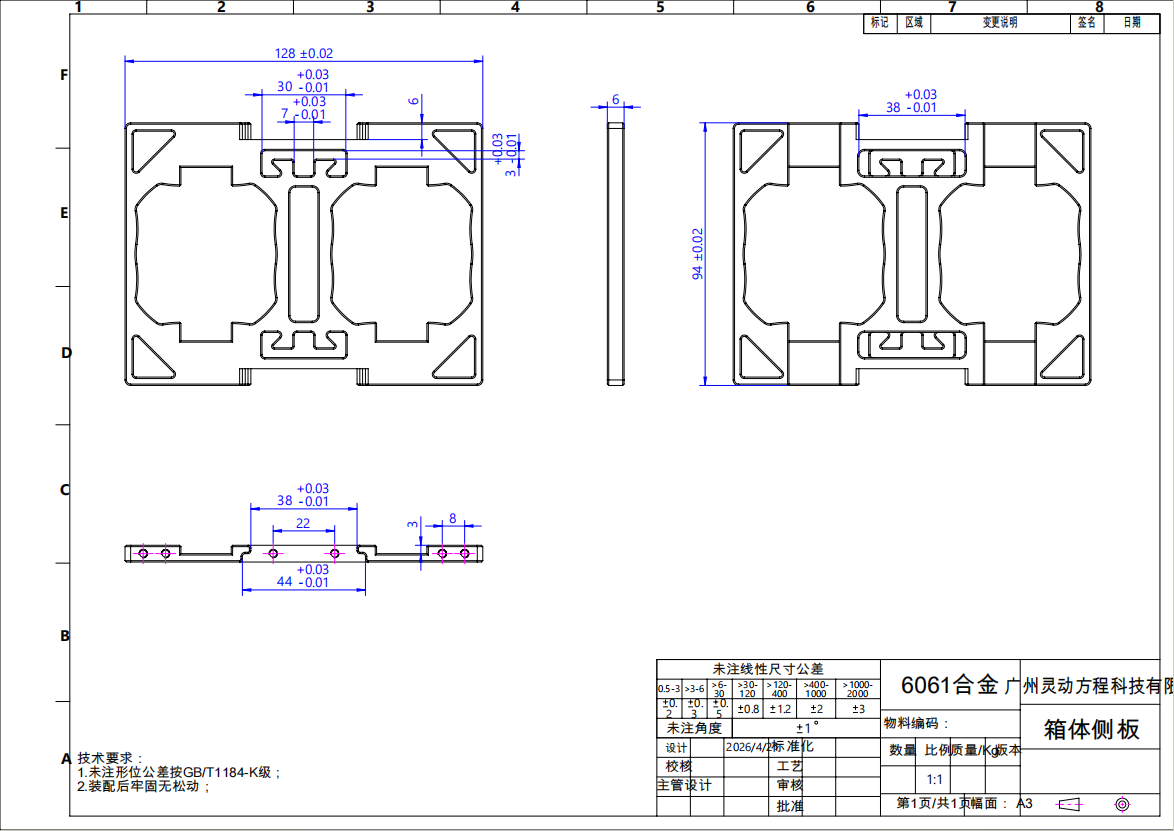 1 2 3 4 5 6 7 8
标记 区域 变更说明 签名 日期
F
E
D
C
B
A
128 ±0.02
+0.03
30 -0.01
+0.03
7 -0.01
6
+0.03
3 -0.01
6
+0.03
38 -0.01
94 ±0.02
+0.03
38 -0.01
22
3
8
+0.03
44 -0.01
技术要求：
1.未注形位公差按GB/T1184-K级；
2.装配后牢固无松动；
未注线性尺寸公差
0.5-3 >3-6 >6-30 >30-120 >120-400 >400-1000 >1000-2000
±0.2 ±0.3 ±0.5 ±0.8 ±1.2 ±2 ±3
未注角度 ±1°
设计 2026/4/2 标准化
校核 工艺
主管设计 审核
批准
6061合金 广州灵动方程科技有限
物料编码：
箱体侧板
数量 比例 质量/Kg 版本
1:1
第1页/共1页 幅面： A3